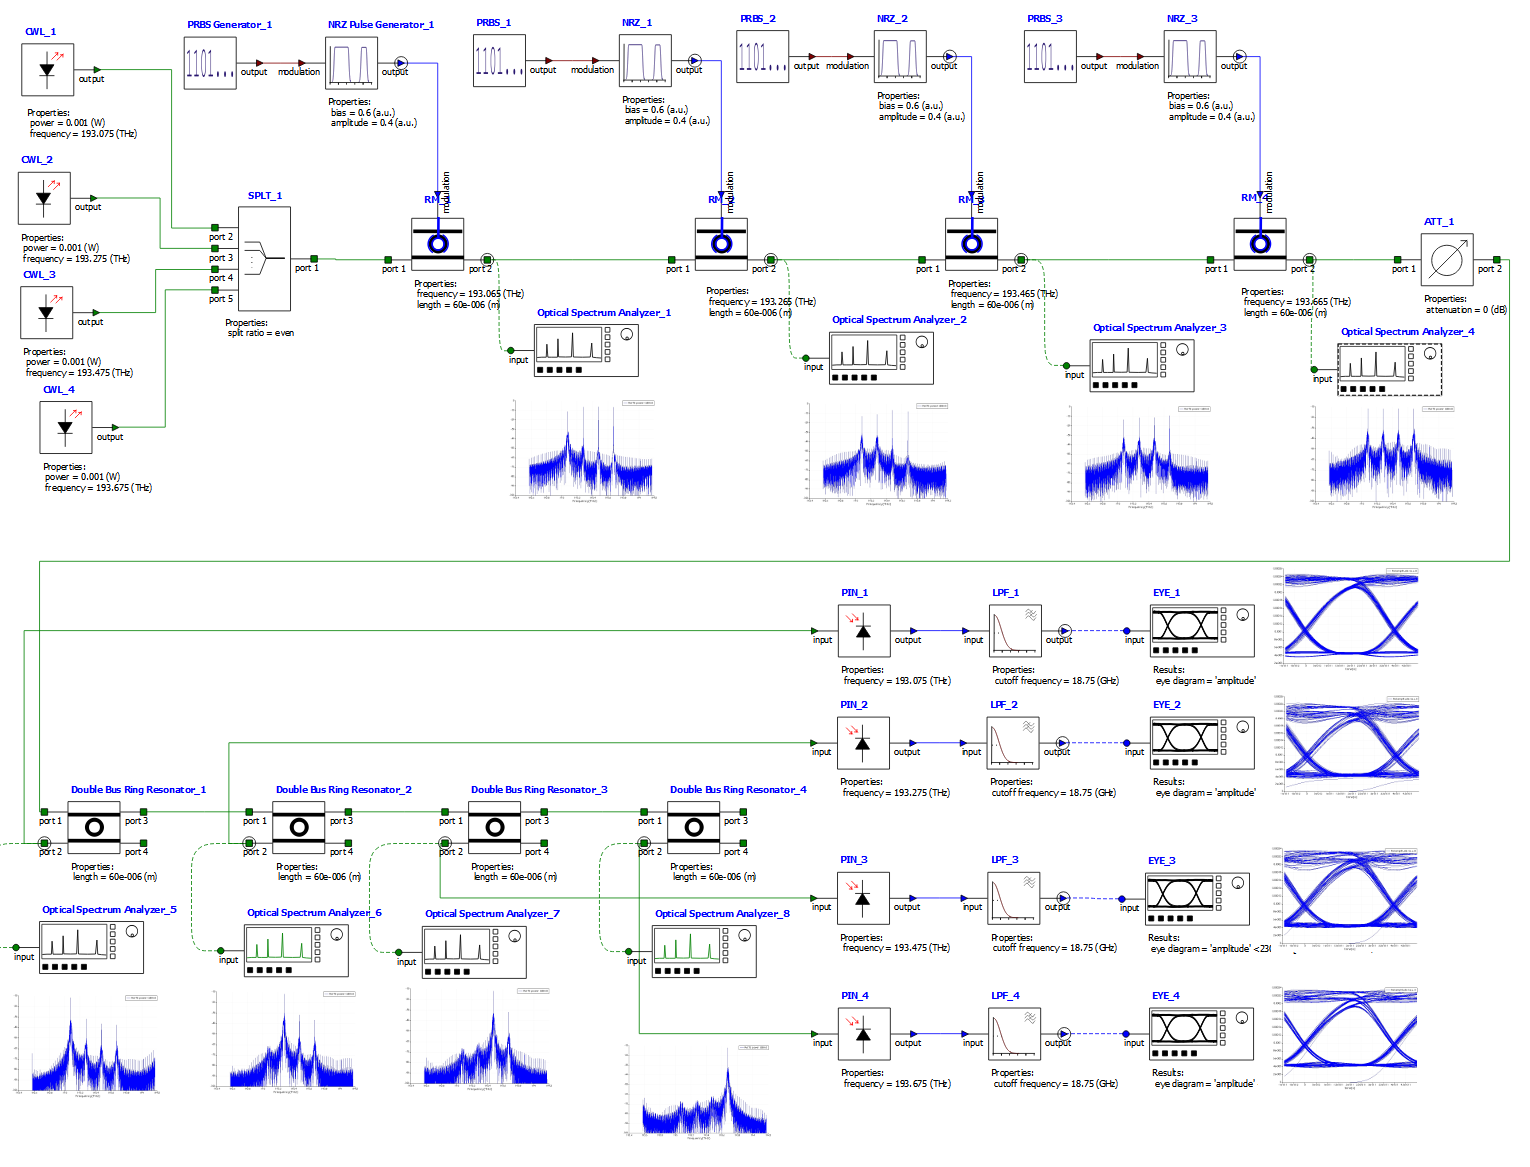 CWL_1
output
Properties:
power = 0.001 (W)
frequency = 193.075 (THz)
PRBS Generator_1
output
NRZ Pulse Generator_1
modulation
output
Properties:
bias = 0.6 (a.u.)
amplitude = 0.4 (a.u.)
PRBS_1
output
NRZ_1
modulation
output
Properties:
bias = 0.6 (a.u.)
amplitude = 0.4 (a.u.)
PRBS_2
output
NRZ_2
modulation
output
Properties:
bias = 0.6 (a.u.)
amplitude = 0.4 (a.u.)
PRBS_3
output
NRZ_3
modulation
output
Properties:
bias = 0.6 (a.u.)
amplitude = 0.4 (a.u.)
CWL_2
output
Properties:
power = 0.001 (W)
frequency = 193.275 (THz)
CWL_3
output
Properties:
power = 0.001 (W)
frequency = 193.475 (THz)
CWL_4
output
Properties:
power = 0.001 (W)
frequency = 193.675 (THz)
SPLT_1
port 2
port 3
port 4
port 5
port 1
Properties:
split ratio = even
modulation
port 1
port 2
Properties:
frequency = 193.065 (THz)
length = 60e-006 (m)
modulation
port 1
port 2
Properties:
frequency = 193.265 (THz)
length = 60e-006 (m)
modulation
port 1
port 2
Properties:
frequency = 193.465 (THz)
length = 60e-006 (m)
RM_4
modulation
port 1
port 2
Properties:
frequency = 193.665 (THz)
length = 60e-006 (m)
ATT_1
port 1
port 2
Properties:
attenuation = 0 (dB)
Optical Spectrum Analyzer_1
input
Optical Spectrum Analyzer_2
input
Optical Spectrum Analyzer_3
input
Optical Spectrum Analyzer_4
input
PIN_1
input
output
Properties:
frequency = 193.075 (THz)
LPF_1
input
output
Properties:
cutoff frequency = 18.75 (GHz)
EYE_1
input
Results:
eye diagram = 'amplitude'
PIN_2
input
output
Properties:
frequency = 193.275 (THz)
LPF_2
input
output
Properties:
cutoff frequency = 18.75 (GHz)
EYE_2
input
Results:
eye diagram = 'amplitude'
Double Bus Ring Resonator_1
port 1
port 3
port 2
port 4
Properties:
length = 60e-006 (m)
Double Bus Ring Resonator_2
port 1
port 3
port 2
port 4
Properties:
length = 60e-006 (m)
Double Bus Ring Resonator_3
port 1
port 3
port 2
port 4
Properties:
length = 60e-006 (m)
Double Bus Ring Resonator_4
port 1
port 3
port 2
port 4
Properties:
length = 60e-006 (m)
PIN_3
input
output
Properties:
frequency = 193.475 (THz)
LPF_3
input
output
Properties:
cutoff frequency = 18.75 (GHz)
EYE_3
input
Results:
eye diagram = 'amplitude' <23(
Optical Spectrum Analyzer_5
input
Optical Spectrum Analyzer_6
input
Optical Spectrum Analyzer_7
input
Optical Spectrum Analyzer_8
input
PIN_4
input
output
Properties:
frequency = 193.675 (THz)
LPF_4
input
output
Properties:
cutoff frequency = 18.75 (GHz)
EYE_4
input
Results:
eye diagram = 'amplitude'